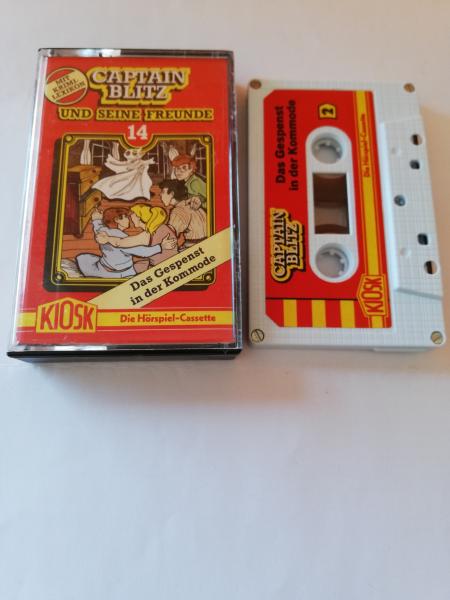 MIT
KRIMI
LEXIKON
CAPTAIN
BLITZ
UND SEINE FREUNDE
14
Das Gespenst
in der Kommode
KIOSK
Die Hörspiel-Cassette
CAPTAIN
BLITZ
Das Gespenst
in der Kommode
2
KIOSK
Die Hörspiel-Cassette